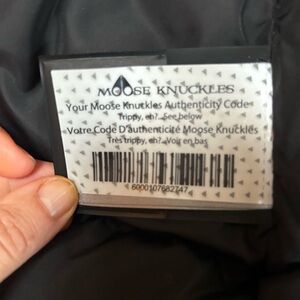 MOOSE KNUCKLES
Your Moose Knuckles Authenticity Code
Trippy, eh? See below
Votre Code D'authenticité Moose Knuckles
Très trippy, eh? Voir en bas
6000107682747